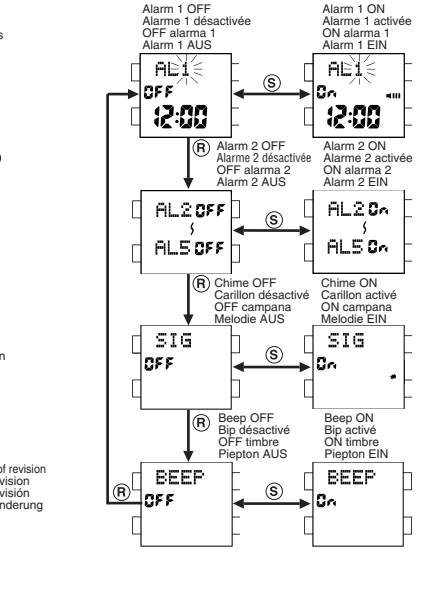 Alarm 1 OFF
Alarme 1 désactivée
OFF alarma 1
Alarm 1 AUS
Alarm 1 ON
Alarme 1 activée
ON alarma 1
Alarm 1 EIN
AL1
OFF
12:00
S
AL1
On
12:00
R
Alarm 2 OFF
Alarme 2 désactivée
OFF alarma 2
Alarm 2 AUS
Alarm 2 ON
Alarme 2 activée
ON alarma 2
Alarm 2 EIN
AL2 OFF
AL5 OFF
S
AL2 On
AL5 On
R
Chime OFF
Carillon désactivé
OFF campana
Melodie AUS
Chime ON
Carillon activé
ON campana
Melodie EIN
SIG
OFF
S
SIG
On
R
Beep OFF
Bip désactivé
OFF timbre
Piepton AUS
Beep ON
Bip activé
ON timbre
Piepton EIN
of revision
R
BEEP
OFF
S
BEEP
On